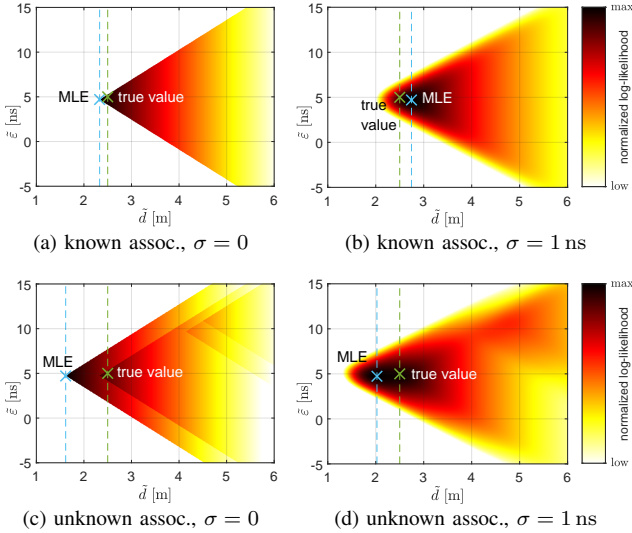 15
10
5
0
-5
ε̃ [ns]
MLE
true value
1 2 3 4 5 6
d̃ [m]
(a) known assoc., σ = 0
15
10
5
0
-5
ε̃ [ns]
true
value
MLE
1 2 3 4 5 6
d̃ [m]
(b) known assoc., σ = 1 ns
max
normalized log-likelihood
low
15
10
5
0
-5
ε̃ [ns]
MLE
true value
1 2 3 4 5 6
d̃ [m]
(c) unknown assoc., σ = 0
15
10
5
0
-5
ε̃ [ns]
MLE
true value
1 2 3 4 5 6
d̃ [m]
(d) unknown assoc., σ = 1 ns
max
normalized log-likelihood
low